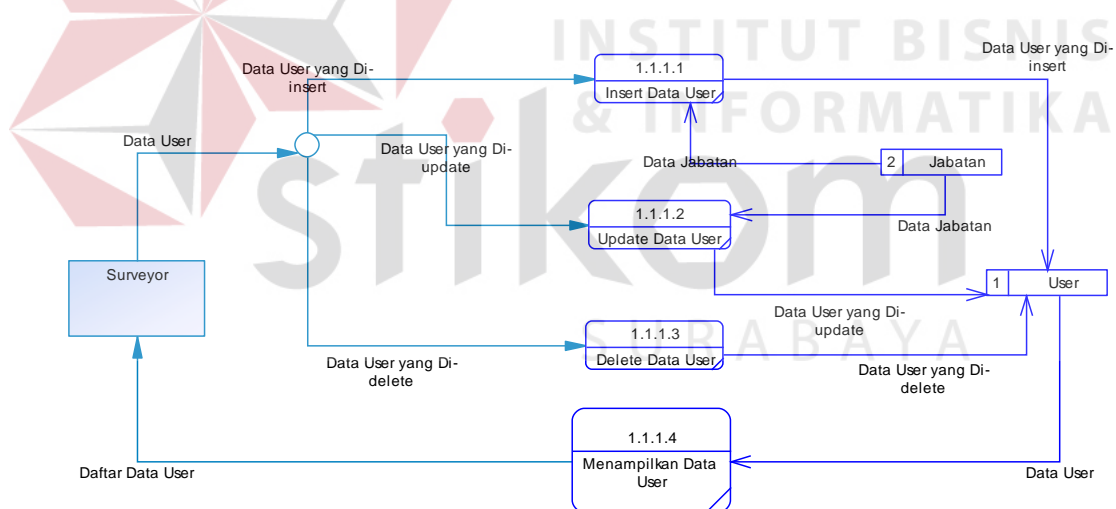 INSTITUT BISNIS
& INFORMATIKA
stikom
SURABAYA
Data User yang Di-
insert
1.1.1.1
Insert Data User
Data User yang Di-
insert
Data User
Data User yang Di-
update
Data Jabatan
2
Jabatan
1.1.1.2
Update Data User
Data Jabatan
Surveyor
1
User
Data User yang Di-
update
1.1.1.3
Delete Data User
Data User yang Di-
delete
Data User yang Di-
delete
1.1.1.4
Menampilkan Data
User
Daftar Data User
Data User